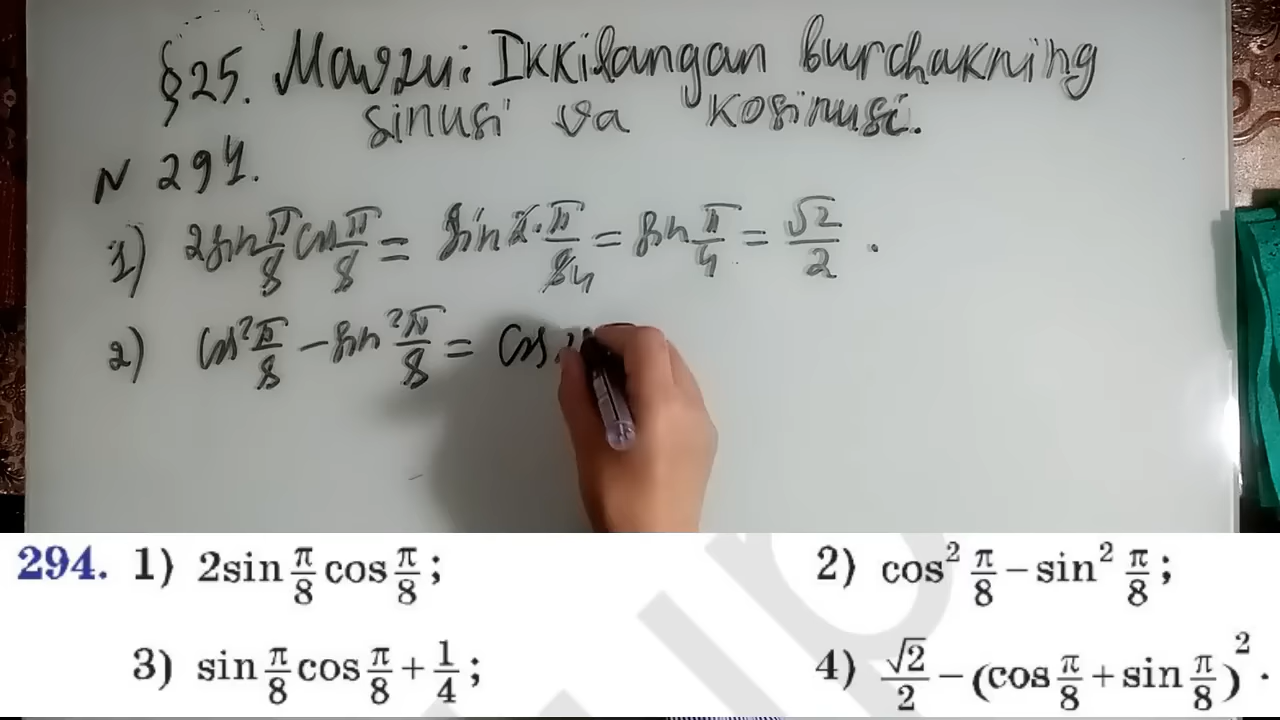 §25. Mavzu: Ikkilangan burchakning
sinusi va kosinusi.
N 294.
1) 2sin π/8 cos π/8 = sin 2·π/8 4 = sin π/4 = √2/2 .
2) cos² π/8 − sin² π/8 = cos
294. 1) 2sin π/8 cos π/8 ; 2) cos² π/8 − sin² π/8 ;
3) sin π/8 cos π/8 + 1/4 ; 4) √2/2 − (cos π/8 + sin π/8)² .